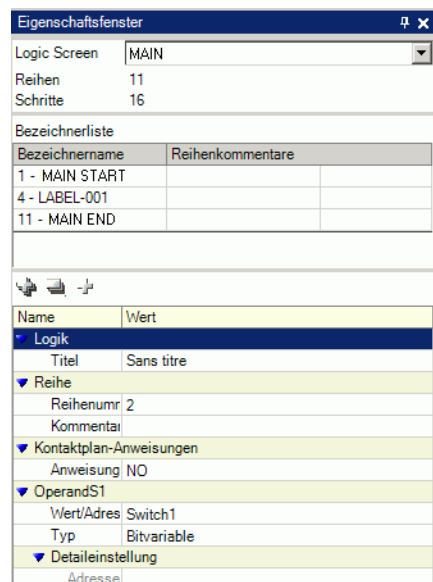 Eigenschaftsfenster
Logic Screen MAIN
Reihen 11
Schritte 16
Bezeichnerliste
Bezeichnername Reihenkommentare
1 - MAIN START
4 - LABEL-001
11 - MAIN END
Name Wert
Logik
Titel Sans titre
Reihe
Reihenumr 2
Kommentar
Kontaktplan-Anweisungen
Anweisung NO
OperandS1
Wert/Adres Switch1
Typ Bitvariable
Detaileinstellung
Adresse